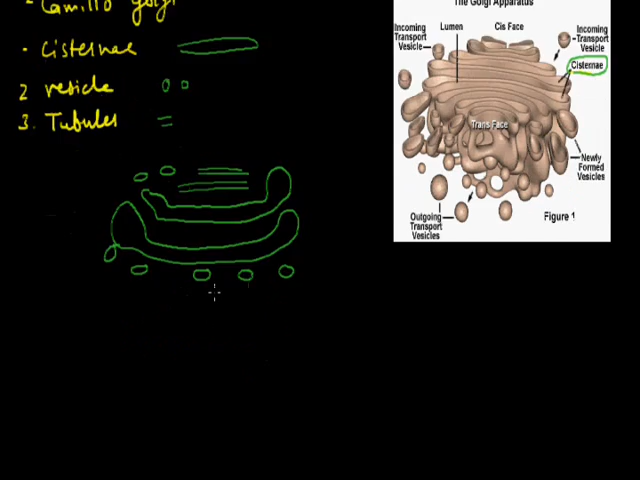 - Camillo Golgi
- Cisternae
2 vesicle
3. Tubules
The Golgi Apparatus
Incoming Transport Vesicle
Lumen
Cis Face
Incoming Transport Vesicle
Cisternae
Trans Face
Newly Formed Vesicles
Outgoing Transport Vesicles
Figure 1